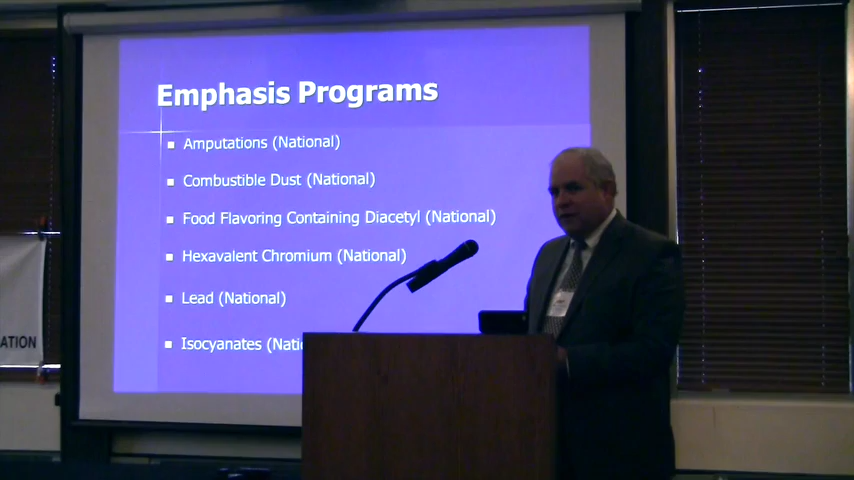 Emphasis Programs
Amputations (National)
Combustible Dust (National)
Food Flavoring Containing Diacetyl (National)
Hexavalent Chromium (National)
Lead (National)
Isocyanates (Natio
ATION